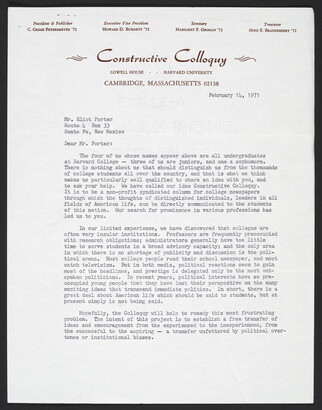 President & Publisher
C. Gregg Petersmeyer '72
Executive Vice President
Howard D. Burnett '72
Secretary
Margaret F. Grossly '73
Treasurer
Mike E. Brandeberry '72
Constructive Colloquy
LOWELL HOUSE · HARVARD UNIVERSITY
CAMBRIDGE, MASSACHUSETTS 02138
February 14, 1971
Mr. Eliot Porter
Route 4 Box 33
Santa Fe, New Mexico
Dear Mr. Porter:
The four of us whose names appear above are all undergraduates
at Harvard College - three of us are juniors, and one a sophomore.
There is nothing about us that should distinguish us from the thousands
of college students all over the country, and that is what we think
makes us particularly well qualified to share an idea with you, and
to ask your help. We have called our idea Constructive Colloquy.
It is to be a non-profit syndicated column for college newspapers
through which the thoughts of distinguished individuals, leaders in all
fields of American life, can be directly communicated to the students
of this nation. Our search for prominence in various professions has
led us to you.
In our limited experience, we have discovered that colleges are
often very insular institutions. Professors are frequently preoccupied
with research obligations; administrators generally have too little
time to serve students in a broad advisory capacity; and the only area
in which there is no shortage of publicity and discussion is the poli-
tical arena. Most college people read their school newspaper, and most
watch television. But in both media, political reactions seem to gain
most of the headlines, and prestige is delegated only to the most out-
spoken politicians. In recent years, political interests have so pre-
occupied young people that they have lost their perspective on the many
exciting ideas that transcend immediate politics. In short, there is a
great deal about American life which should be said to students, but at
present simply is not being said.
Hopefully, the Colloquy will help to remedy this most frustrating
problem. The intent of this project is to establish a free transfer of
ideas and encouragement from the experienced to the inexperienced, from
the successful to the aspiring - a transfer unfettered by political over-
tones or institutional biases.